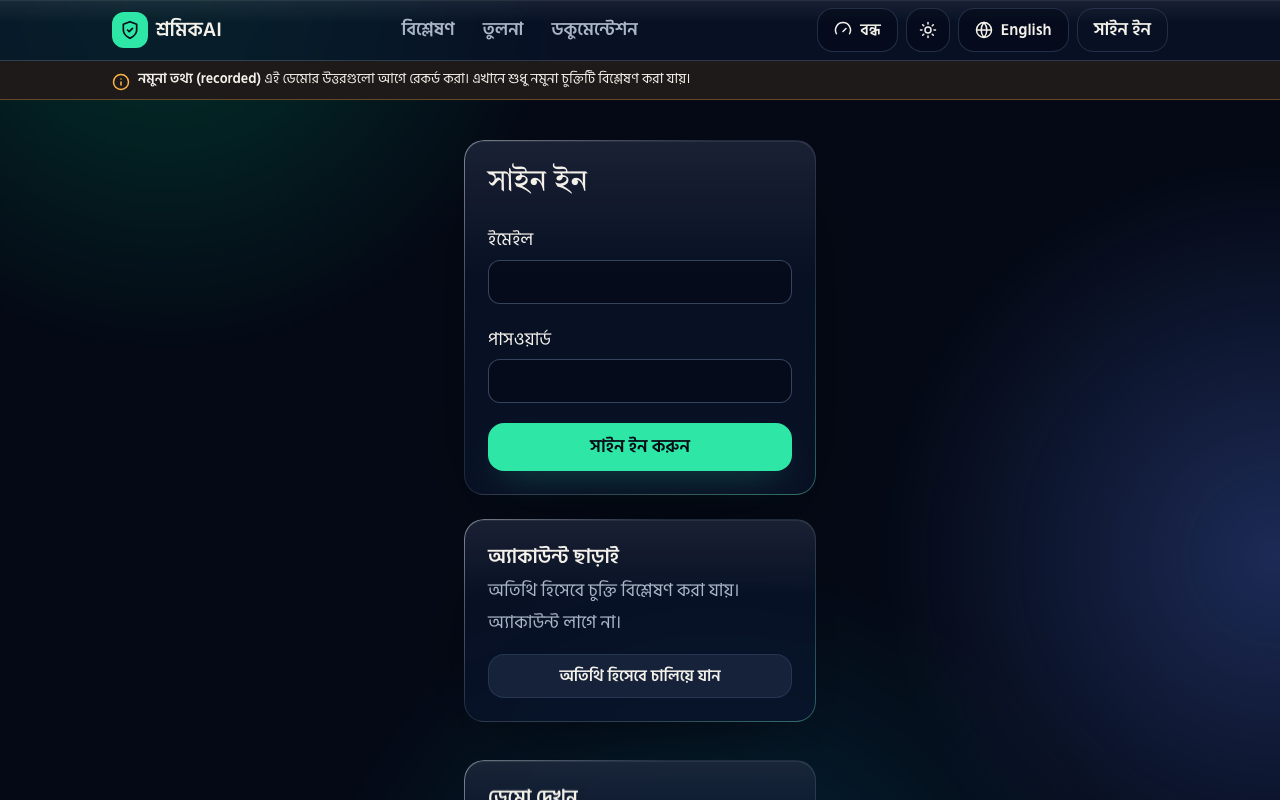 শ্রমিকAI
বিশ্লেষণ
তুলনা
ডকুমেন্টেশন
বন্ধ
English
সাইন ইন
নমুনা তথ্য (recorded) এই ডেমোর উত্তরগুলো আগে রেকর্ড করা। এখানে শুধু নমুনা চুক্তিটি বিশ্লেষণ করা যায়।
সাইন ইন
ইমেইল
পাসওয়ার্ড
সাইন ইন করুন
অ্যাকাউন্ট ছাড়াই
অতিথি হিসেবে চুক্তি বিশ্লেষণ করা যায়।
অ্যাকাউন্ট লাগে না।
অতিথি হিসেবে চালিয়ে যান
ডেমো দেখুন